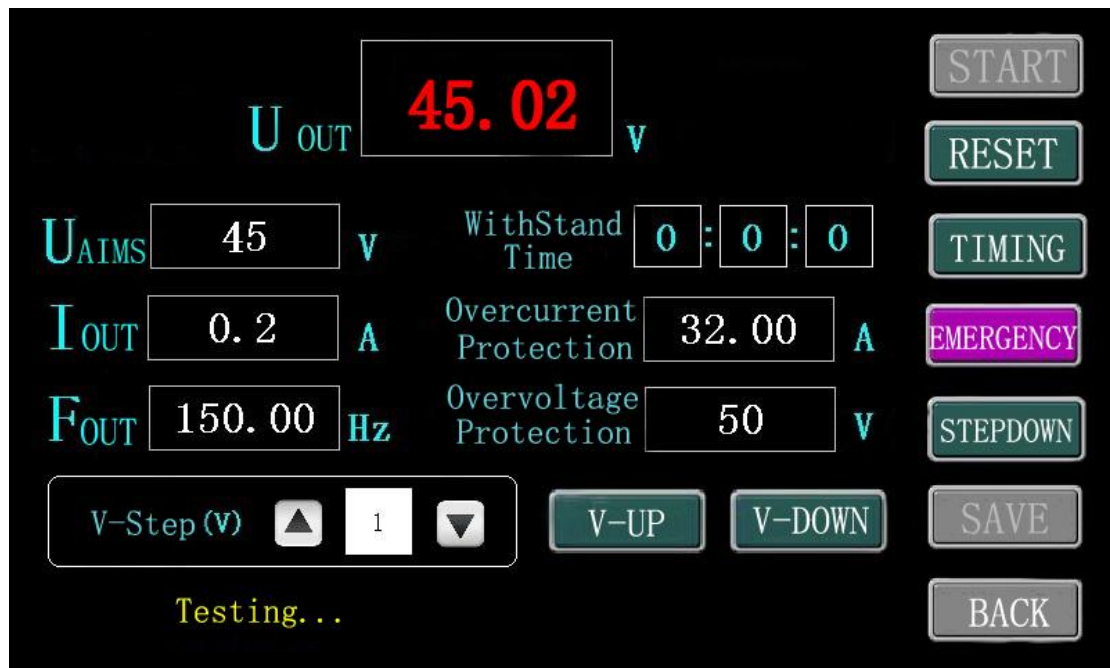 U OUT 45.02 V
UAIMS 45 V
WithStand Time 0 : 0 : 0
IOUT 0.2 A
Overcurrent Protection 32.00 A
FOUT 150.00 Hz
Overvoltage Protection 50 V
V-Step(V) 1 V-UP V-DOWN
Testing...
START
RESET
TIMING
EMERGENCY
STEPDOWN
SAVE
BACK